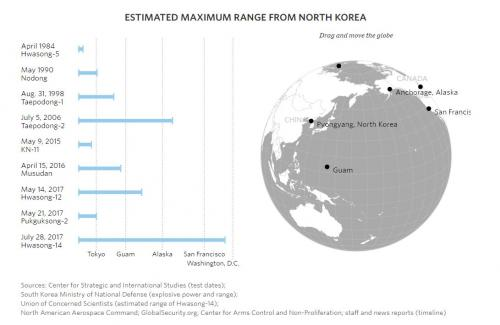 ESTIMATED MAXIMUM RANGE FROM NORTH KOREA
Drag and move the globe
April 1984
Hwasong-5
May 1990
Nodong
Aug. 31, 1998
Taepodong-1
July 5, 2006
Taepodong-2
May 9, 2015
KN-11
April 15, 2016
Musudan
May 14, 2017
Hwasong-12
May 21, 2017
Pukguksong-2
July 28, 2017
Hwasong-14
Tokyo Guam Alaska San Francisco
Washington, D.C.
CANADA
Anchorage, Alaska
San Francis
CHINA
Pyongyang, North Korea
Guam
Sources: Center for Strategic and International Studies (test dates);
South Korea Ministry of National Defense (explosive power and range);
Union of Concerned Scientists (estimated range of Hwasong-14);
North American Aerospace Command; GlobalSecurity.org, Center for Arms Control and Non-Proliferation; staff and news reports (timeline)